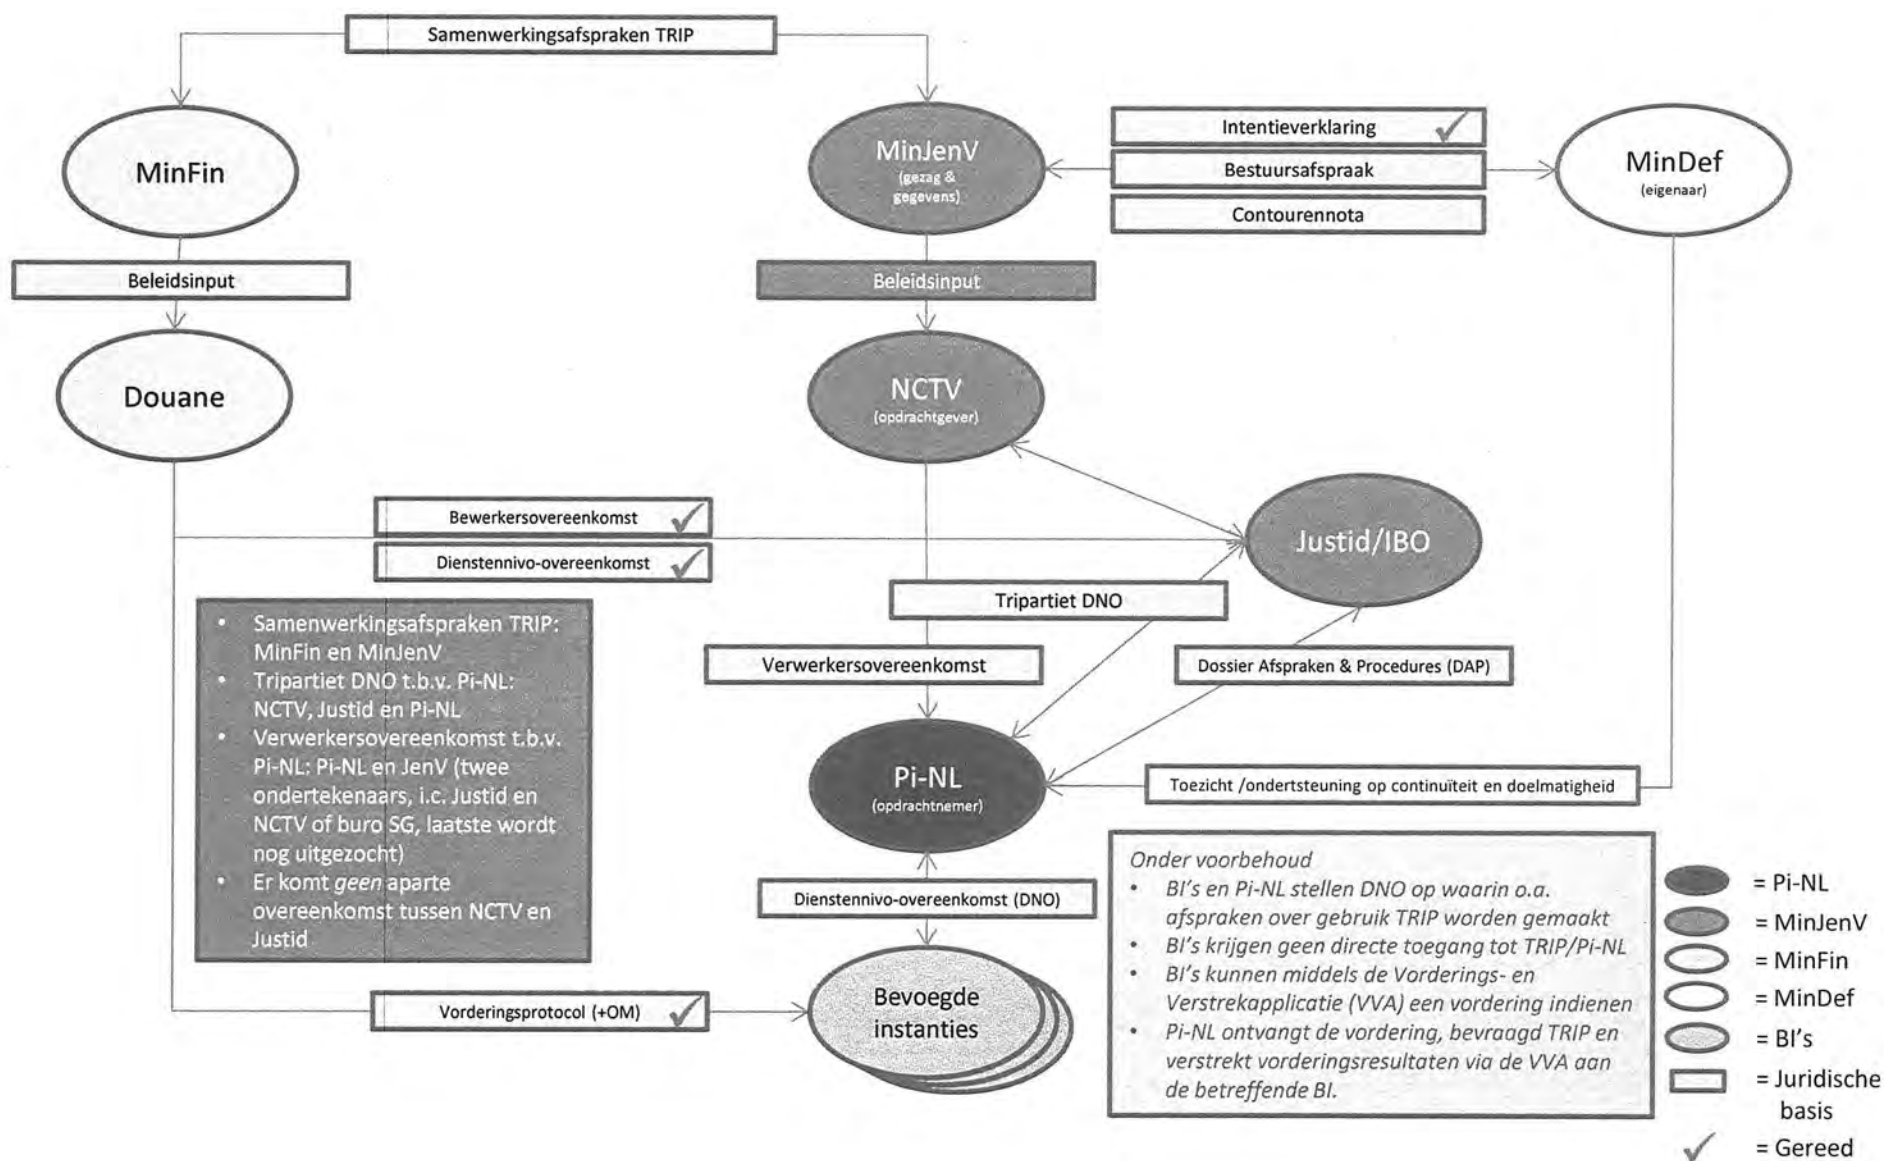 Samenwerkingsafspraken TRIP
MinFin
MinJenV
(gezag &
gegevens)
Intentieverklaring
Bestuursafspraak
Contourennota
MinDef
(eigenaar)
Beleidsinput
Beleidsinput
Douane
NCTV
(opdrachtgever)
Bewerkersovereenkomst
Dienstennivo-overeenkomst
Justid/IBO
Tripartiet DNO
Verwerkersovereenkomst
Dossier Afspraken & Procedures (DAP)
• Samenwerkingsafspraken TRIP:
MinFin en MinJenV
• Tripartiet DNO t.b.v. Pi-NL:
NCTV, Justid en Pi-NL
• Verwerkersovereenkomst t.b.v.
Pi-NL: Pi-NL en JenV (twee
ondertekenaars, i.c. Justid en
NCTV of buro SG, laatste wordt
nog uitgezocht)
• Er komt geen aparte
overeenkomst tussen NCTV en
Justid
Pi-NL
(opdrachtnemer)
Toezicht /ondertsteuning op continuïteit en doelmatigheid
Dienstennivo-overeenkomst (DNO)
Vorderingsprotocol (+OM)
Bevoegde
instanties
Onder voorbehoud
• BI's en Pi-NL stellen DNO op waarin o.a.
afspraken over gebruik TRIP worden gemaakt
• BI's krijgen geen directe toegang tot TRIP/Pi-NL
• BI's kunnen middels de Vorderings- en
Verstrekapplicatie (VVA) een vordering indienen
• Pi-NL ontvangt de vordering, bevraagd TRIP en
verstrekt vorderingsresultaten via de VVA aan
de betreffende BI.
= Pi-NL
= MinJenV
= MinFin
= MinDef
= BI's
= Juridische
basis
= Gereed